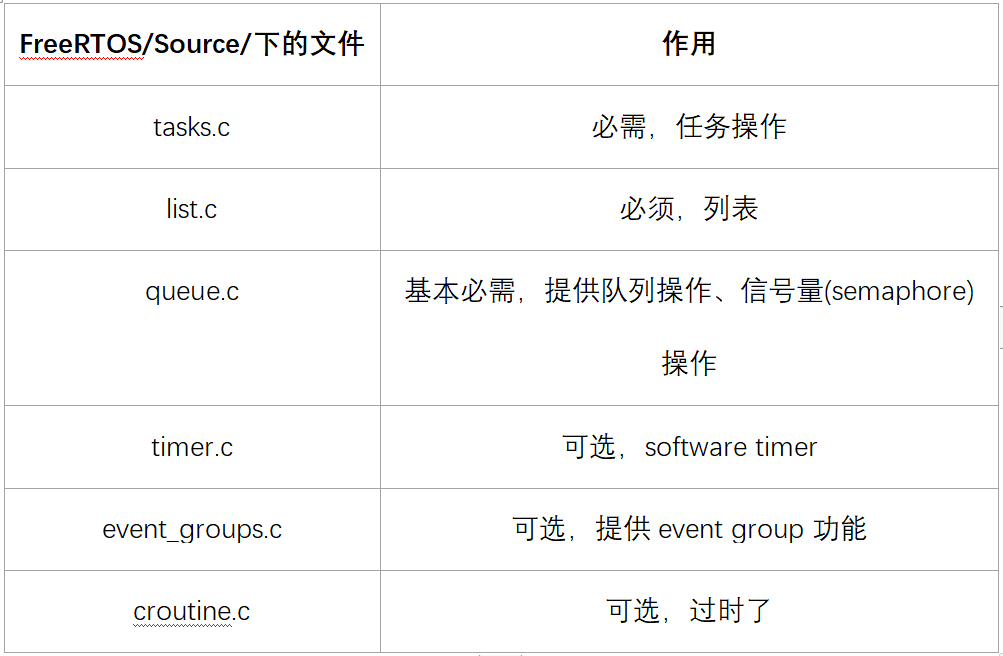 FreeRTOS/Source/下的文件
作用
tasks.c
必需，任务操作
list.c
必须，列表
queue.c
基本必需，提供队列操作、信号量(semaphore)
操作
timer.c
可选，software timer
event_groups.c
可选，提供 event group 功能
croutine.c
可选，过时了